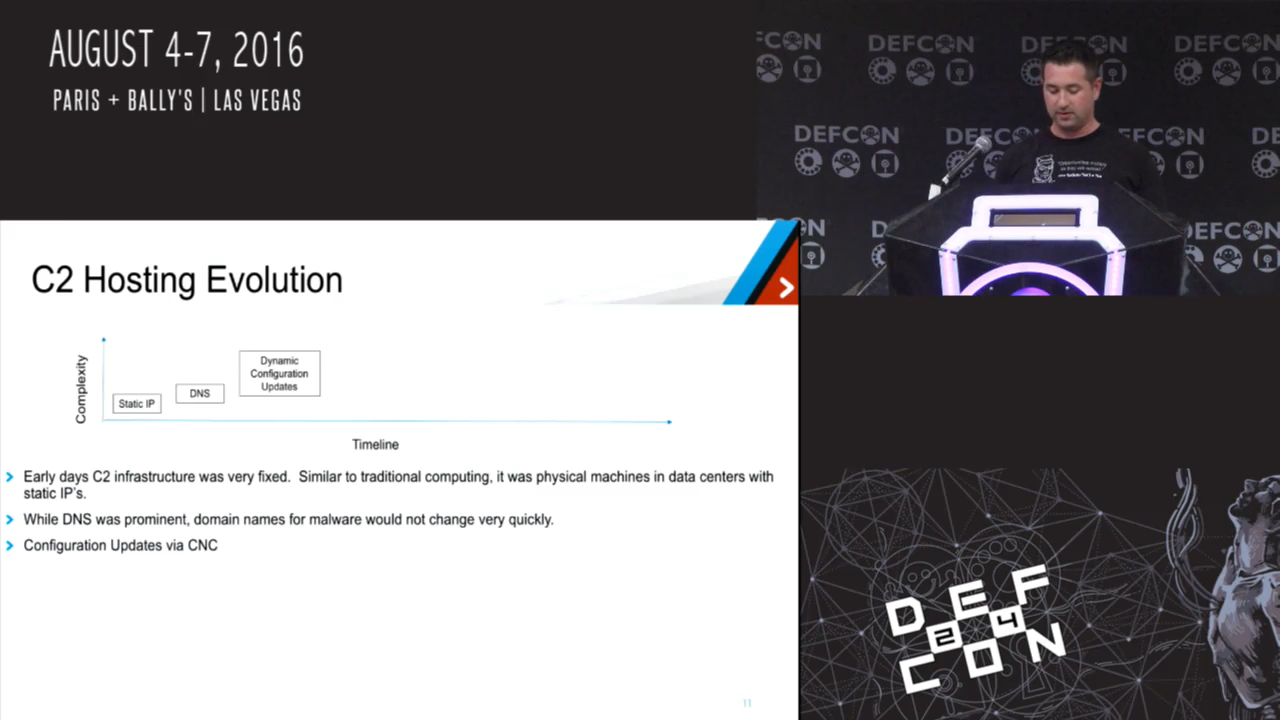 AUGUST 4-7, 2016
PARIS + BALLY'S | LAS VEGAS
DEFCON
DEFCON
DEFCON
DEFCON
C2 Hosting Evolution
Complexity
Static IP
DNS
Dynamic
Configuration
Updates
Timeline
Early days C2 infrastructure was very fixed.  Similar to traditional computing, it was physical machines in data centers with
static IP's.
While DNS was prominent, domain names for malware would not change very quickly.
Configuration Updates via CNC
11
DEF
24
CON